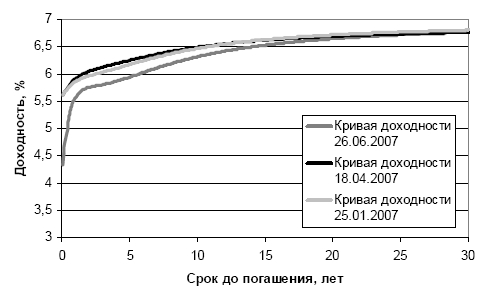 7
6,5
6
5,5
5
4,5
4
3,5
3
Доходность, %
0 5 10 15 20 25 30
Срок до погашения, лет
Кривая доходности
26.06.2007
Кривая доходности
18.04.2007
Кривая доходности
25.01.2007